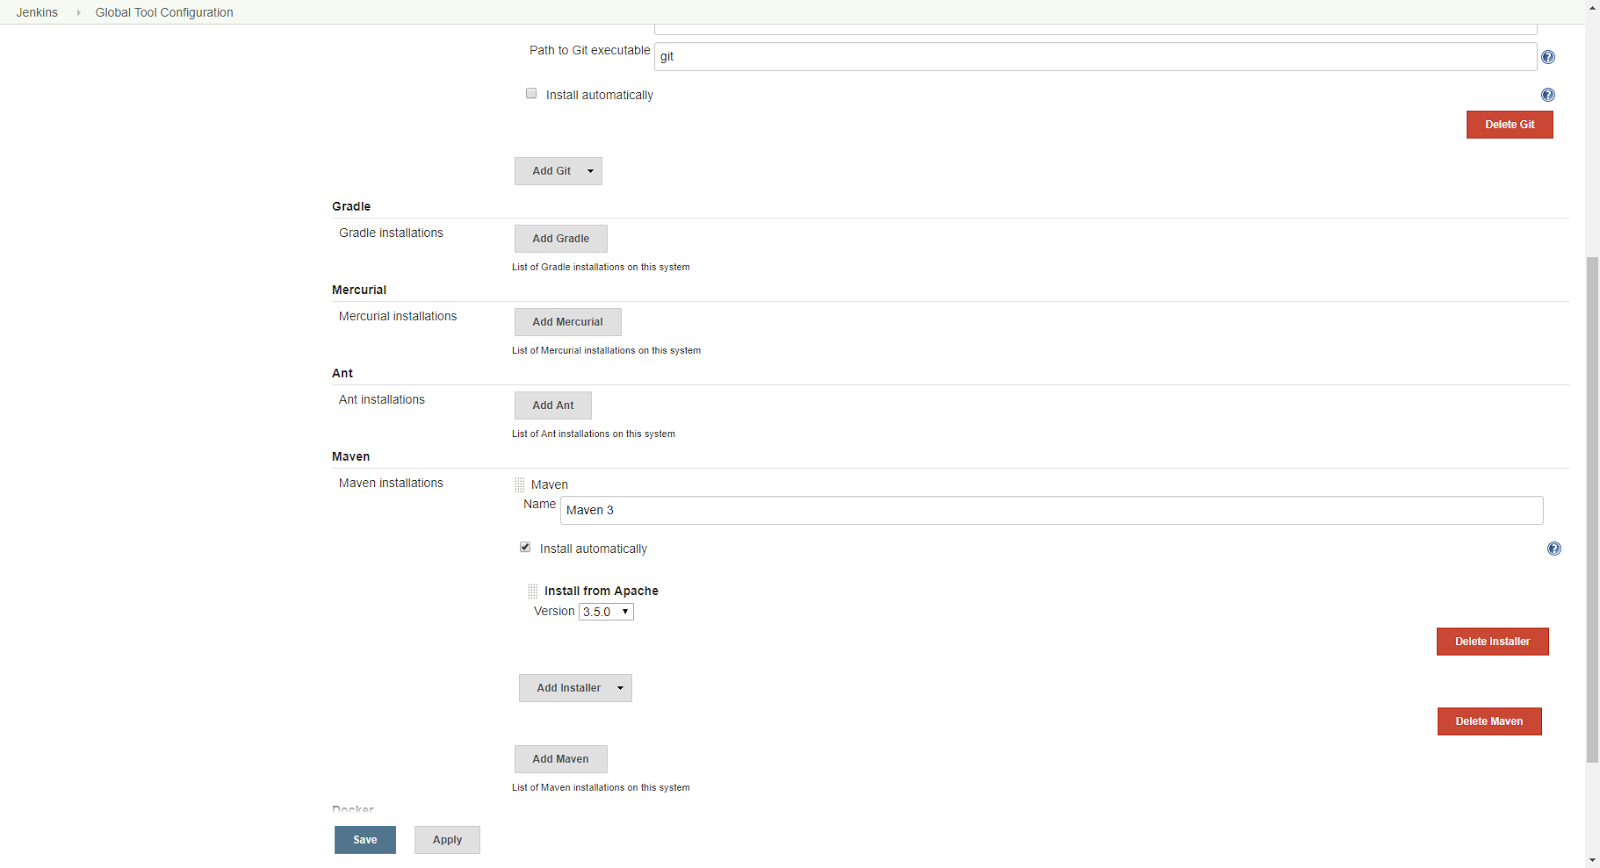 Jenkins Global Tool Configuration
Path to Git executable git
Install automatically
Delete Git
Add Git
Gradle
Gradle installations Add Gradle
List of Gradle installations on this system
Mercurial
Mercurial installations Add Mercurial
List of Mercurial installations on this system
Ant
Ant installations Add Ant
List of Ant installations on this system
Maven
Maven installations Maven
Name Maven 3
Install automatically
Install from Apache
Version 3.5.0
Delete Installer
Add Installer
Delete Maven
Add Maven
List of Maven installations on this system
Docker
Save Apply